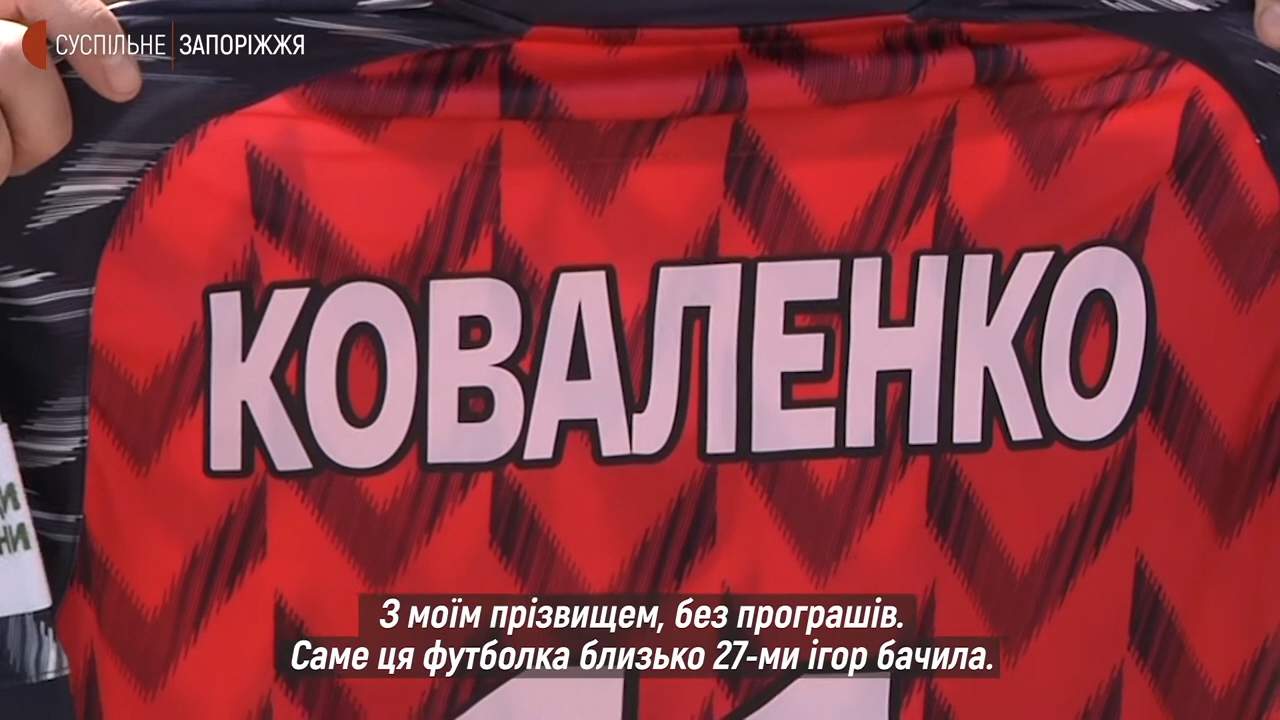 СУСПІЛЬНЕ ЗАПОРІЖЖЯ
КОВАЛЕНКО
З моїм прізвищем, без програшів.
Саме ця футболка близько 27-ми ігор бачила.